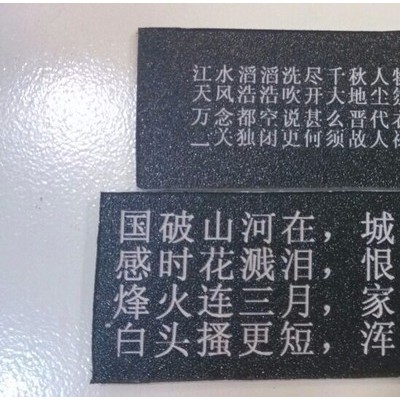 江水滔滔洗尽千秋人物
天风浩浩吹开大地尘
万念都空说甚么晋代衣
一关独闭更何须故人
国破山河在，城
感时花溅泪，恨
烽火连三月，家
白头搔更短，浑